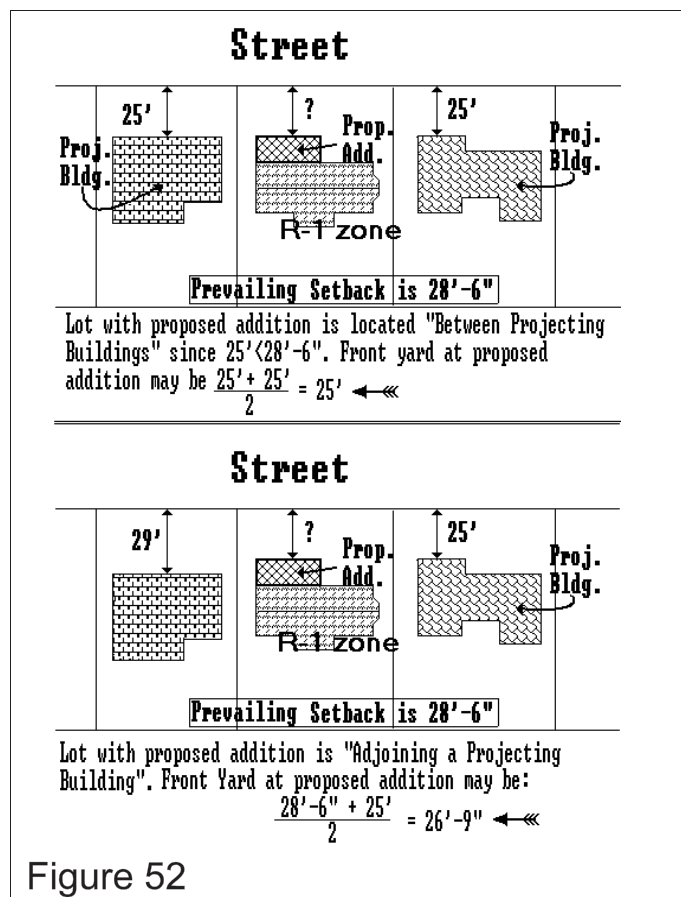 Street
25'
?
25'
Prop.
Add.
Proj.
Bldg.
Proj.
Bldg.
R-1 zone
Prevailing Setback is 28'-6"
Lot with proposed addition is located "Between Projecting
Buildings" since 25'<28'-6". Front yard at proposed
addition may be 25'+ 25' / 2 = 25'
Street
29'
?
25'
Prop.
Add.
Proj.
Bldg.
R-1 zone
Prevailing Setback is 28'-6"
Lot with proposed addition is "Adjoining a Projecting
Building". Front Yard at proposed addition may be:
28'-6" + 25' / 2 = 26'-9"
Figure 52